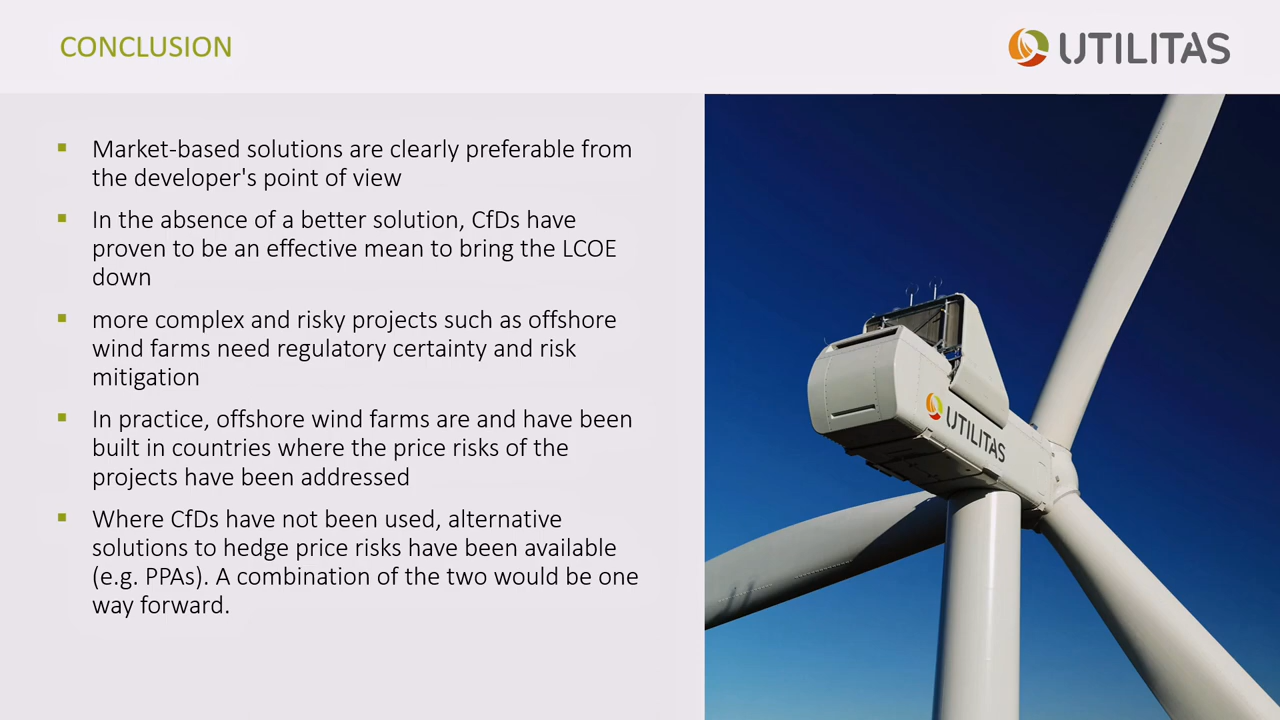 CONCLUSION
UTILITAS
Market-based solutions are clearly preferable from
the developer's point of view
In the absence of a better solution, CfDs have
proven to be an effective mean to bring the LCOE
down
more complex and risky projects such as offshore
wind farms need regulatory certainty and risk
mitigation
In practice, offshore wind farms are and have been
built in countries where the price risks of the
projects have been addressed
Where CfDs have not been used, alternative
solutions to hedge price risks have been available
(e.g. PPAs). A combination of the two would be one
way forward.
UTILITAS